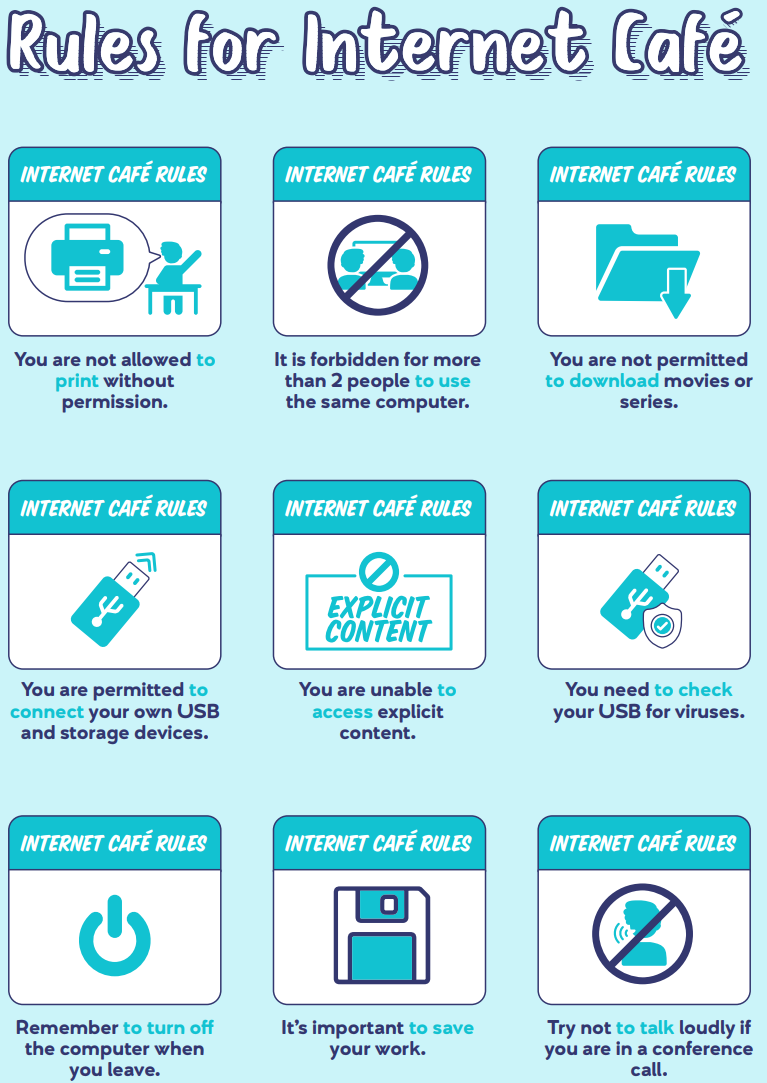 Rules for Internet Café
INTERNET CAFÉ RULES
You are not allowed to
print without
permission.
INTERNET CAFÉ RULES
It is forbidden for more
than 2 people to use
the same computer.
INTERNET CAFÉ RULES
You are not permitted
to download movies or
series.
INTERNET CAFÉ RULES
You are permitted to
connect your own USB
and storage devices.
INTERNET CAFÉ RULES
EXPLICIT
CONTENT
You are unable to
access explicit
content.
INTERNET CAFÉ RULES
You need to check
your USB for viruses.
INTERNET CAFÉ RULES
Remember to turn off
the computer when
you leave.
INTERNET CAFÉ RULES
It's important to save
your work.
INTERNET CAFÉ RULES
Try not to talk loudly if
you are in a conference
call.